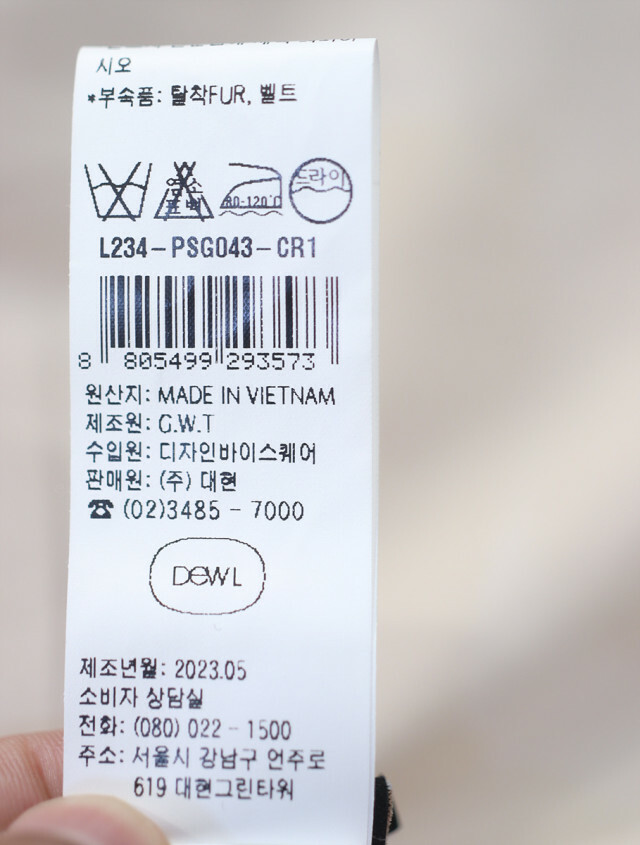 시오
*부속품: 탈착FUR, 벨트
염소
표백
80-120°C
드라이
L234-PSG043-CR1
8 805499 293573
원산지: MADE IN VIETNAM
제조원: G.W.T
수입원: 디자인바이스퀘어
판매원: (주) 대현
☎ (02)3485 - 7000
DEWL
제조년월: 2023.05
소비자 상담실
전화: (080) 022 - 1500
주소: 서울시 강남구 언주로
619 대현그린타워